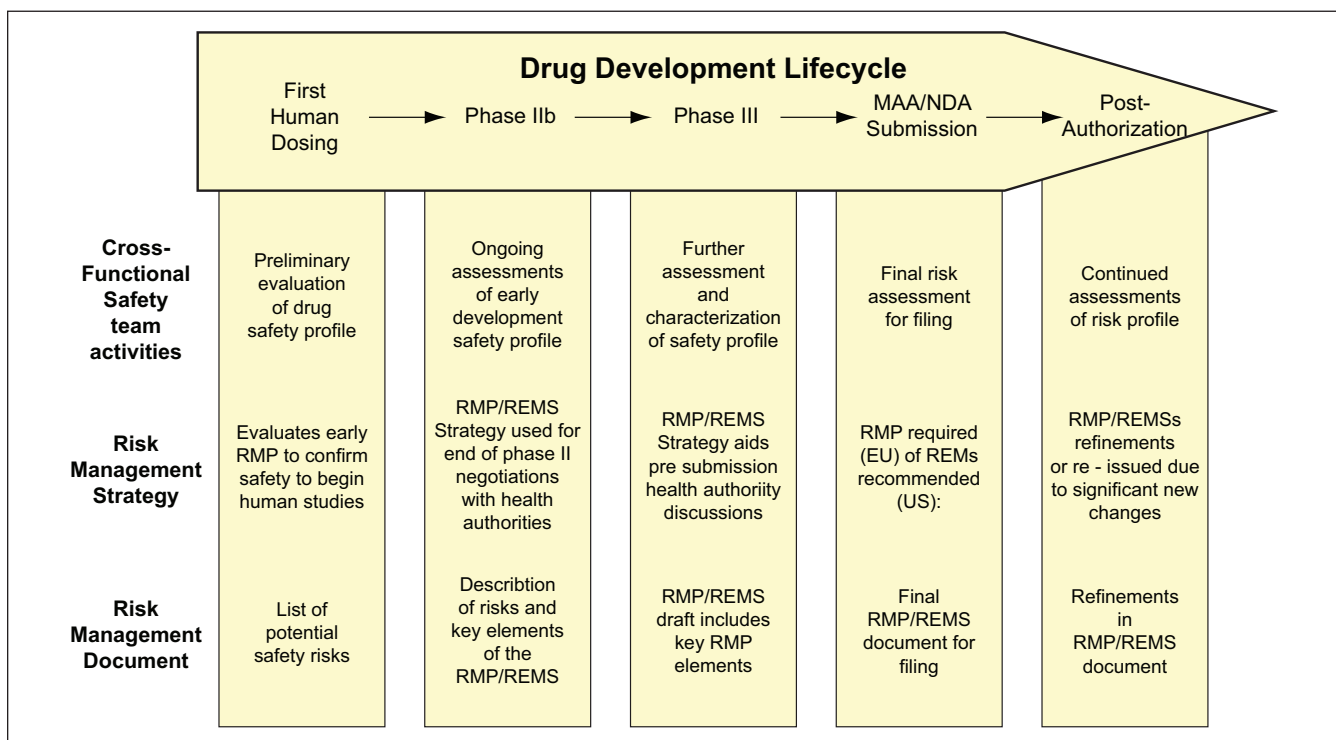 Drug Development Lifecycle
First
Human
Dosing
Phase IIb
Phase III
MAA/NDA
Submission
Post-
Authorization
Cross-
Functional
Safety
team
activities
Preliminary
evaluation
of drug
safety profile
Ongoing
assessments
of early
development
safety profile
Further
assessment
and
characterization
of safety profile
Final risk
assessment
for filing
Continued
assessments
of risk profile
Risk
Management
Strategy
Evaluates early
RMP to confirm
safety to begin
human studies
RMP/REMS
Strategy used for
end of phase II
negotiations
with health
authorities
RMP/REMS
Strategy aids
pre submission
health authoriity
discussions
RMP required
(EU) of REMs
recommended
(US):
RMP/REMSs
refinements
or re - issued due
to significant new
changes
Risk
Management
Document
List of
potential
safety risks
Describtion
of risks and
key elements
of the
RMP/REMS
RMP/REMS
draft includes
key RMP
elements
Final
RMP/REMS
document for
filing
Refinements
in
RMP/REMS
document